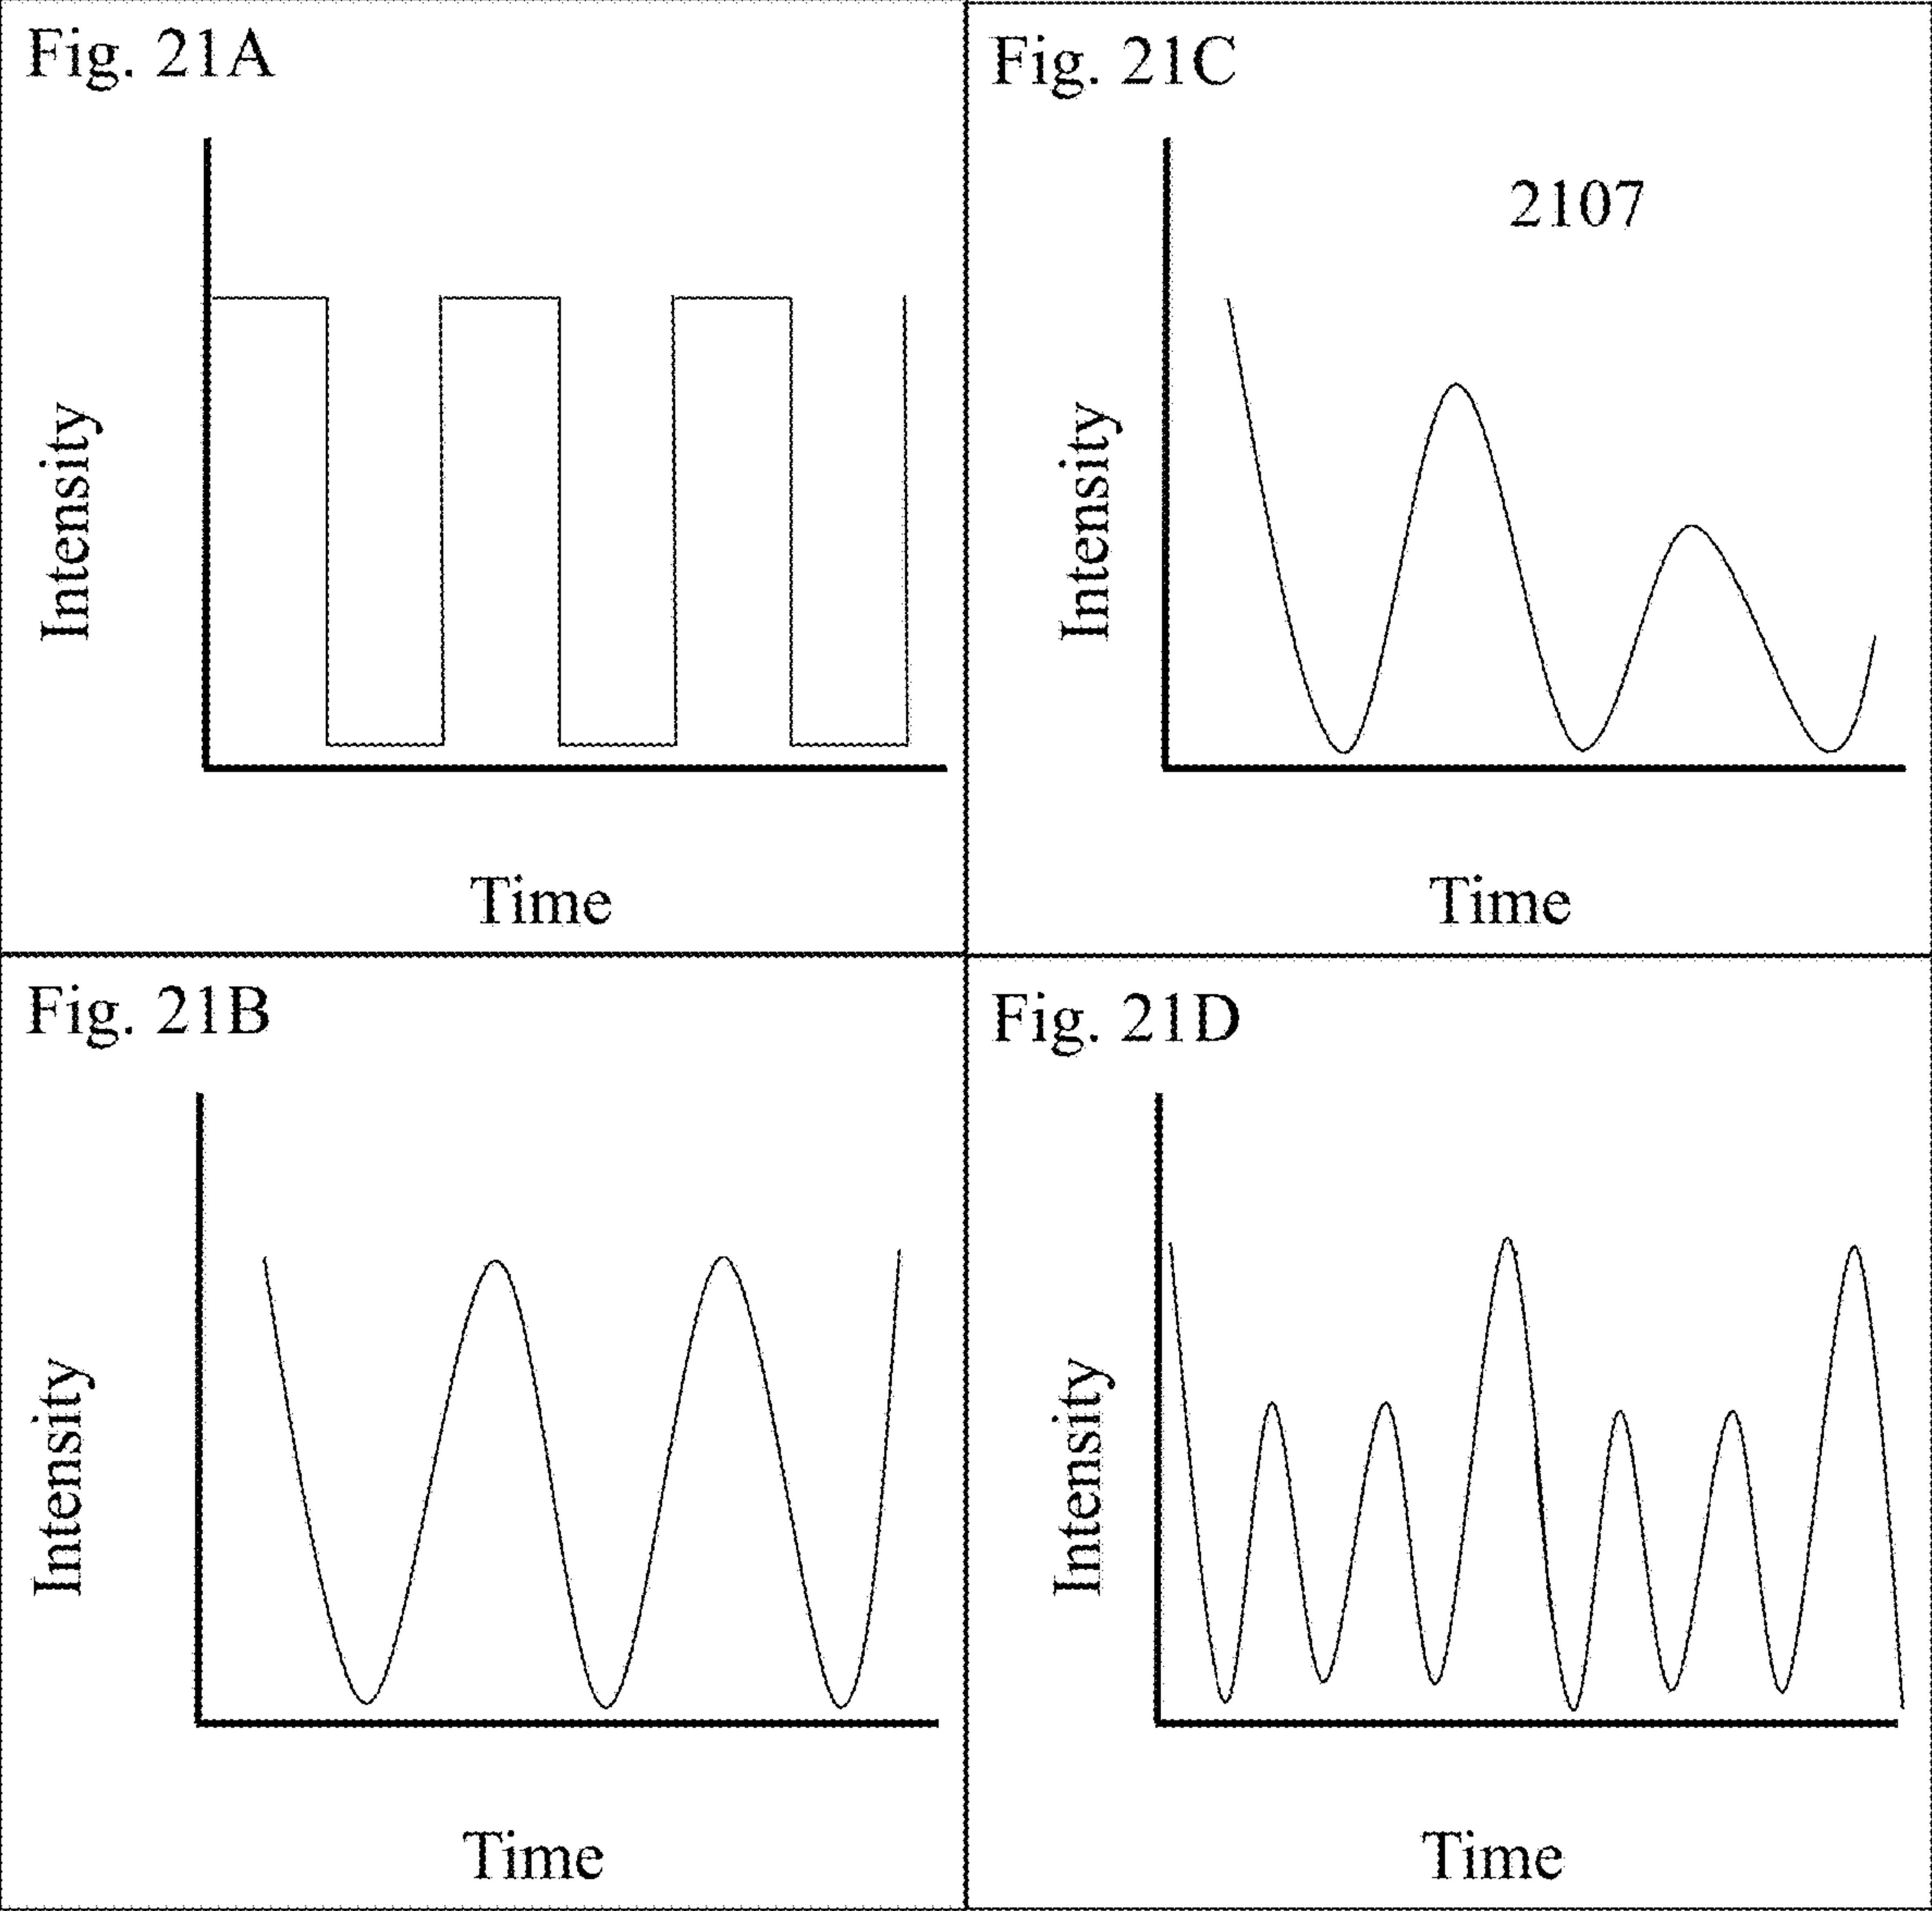 Fig. 21A
Intensity
Time
Fig. 21C
2107
Intensity
Time
Fig. 21B
Intensity
Time
Fig. 21D
Intensity
Time